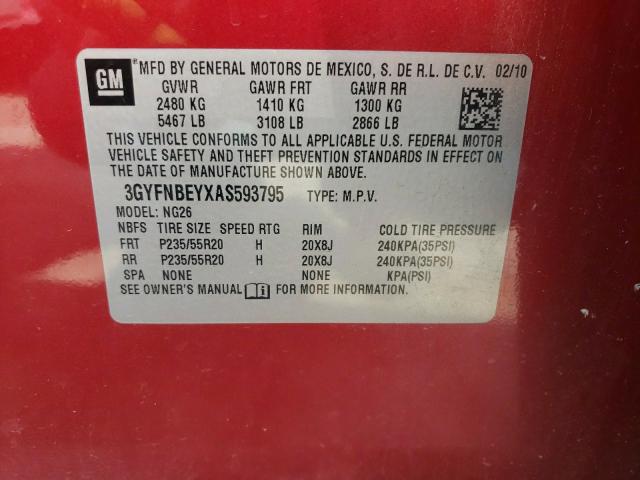 GM ® MFD BY GENERAL MOTORS DE MEXICO, S. DE R.L. DE C.V. 02/10
GVWR GAWR FRT GAWR RR
2480 KG 1410 KG 1300 KG
5467 LB 3108 LB 2866 LB
THIS VEHICLE CONFORMS TO ALL APPLICABLE U.S. FEDERAL MOTOR
VEHICLE SAFETY AND THEFT PREVENTION STANDARDS IN EFFECT ON
THE DATE OF MANUFACTURE SHOWN ABOVE.
3GYFNBEYXAS593795 TYPE: M.P.V.
MODEL: NG26
NBFS TIRE SIZE SPEED RTG RIM COLD TIRE PRESSURE
FRT P235/55R20 H 20X8J 240KPA(35PSI)
RR P235/55R20 H 20X8J 240KPA(35PSI)
SPA NONE NONE KPA(PSI)
SEE OWNER'S MANUAL FOR MORE INFORMATION.